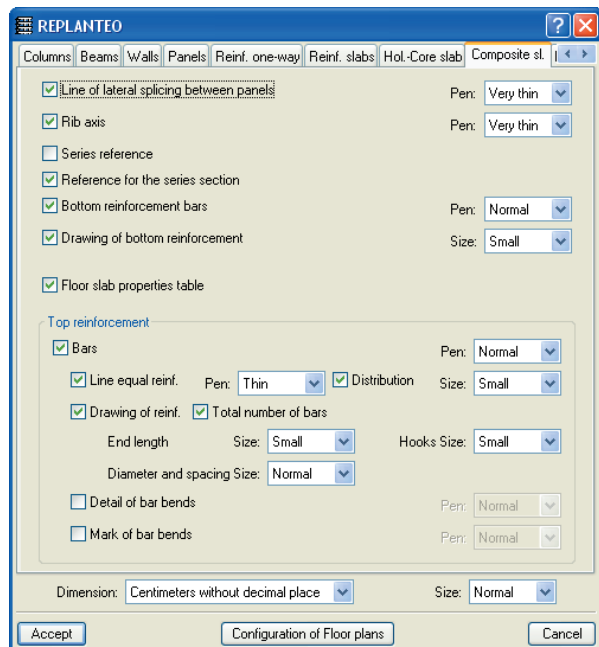 REPLANTEO
Columns Beams Walls Panels Reinf. one-way Reinf. slabs Hol.-Core slab Composite sl.
Line of lateral splicing between panels Pen: Very thin
Rib axis Pen: Very thin
Series reference
Reference for the series section
Bottom reinforcement bars Pen: Normal
Drawing of bottom reinforcement Size: Small
Floor slab properties table
Top reinforcement
Bars Pen: Normal
Line equal reinf. Pen: Thin Distribution Size: Small
Drawing of reinf. Total number of bars
End length Size: Small Hooks Size: Small
Diameter and spacing Size: Normal
Detail of bar bends Pen: Normal
Mark of bar bends Pen: Normal
Dimension: Centimeters without decimal place Size: Normal
Accept Configuration of Floor plans Cancel